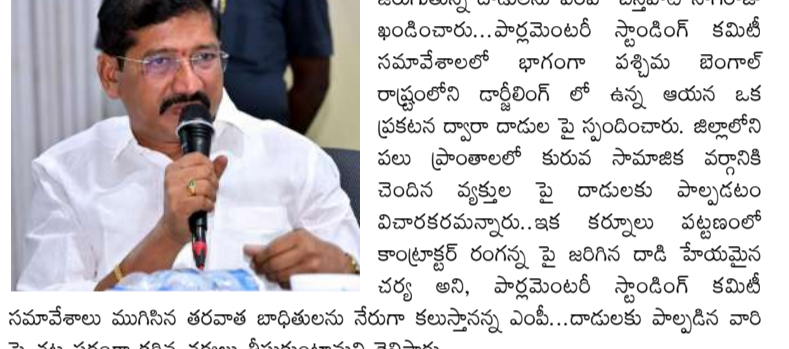 ఖండించారు...పార్లమెంటరీ స్టాండింగ్ కమిటీ
సమావేశాలలో భాగంగా పశ్చిమ బెంగాల్
రాష్ట్రంలోని డార్జీలింగ్ లో ఉన్న ఆయన ఒక
ప్రకటన ద్వారా దాడుల పై స్పందించారు. జిల్లాలోని
పలు ప్రాంతాలలో కురువ సామాజిక వర్గానికి
చెందిన వ్యక్తుల పై దాడులకు పాల్పడటం
విచారకరమన్నారు..ఇక కర్నూలు పట్టణంలో
కాంట్రాక్టర్ రంగన్న పై జరిగిన దాడి హేయమైన
చర్య అని, పార్లమెంటరీ స్టాండింగ్ కమిటీ
సమావేశాలు ముగిసిన తరవాత బాధితులను నేరుగా కలుస్తానన్న ఎంపీ...దాడులకు పాల్పడిన వారి